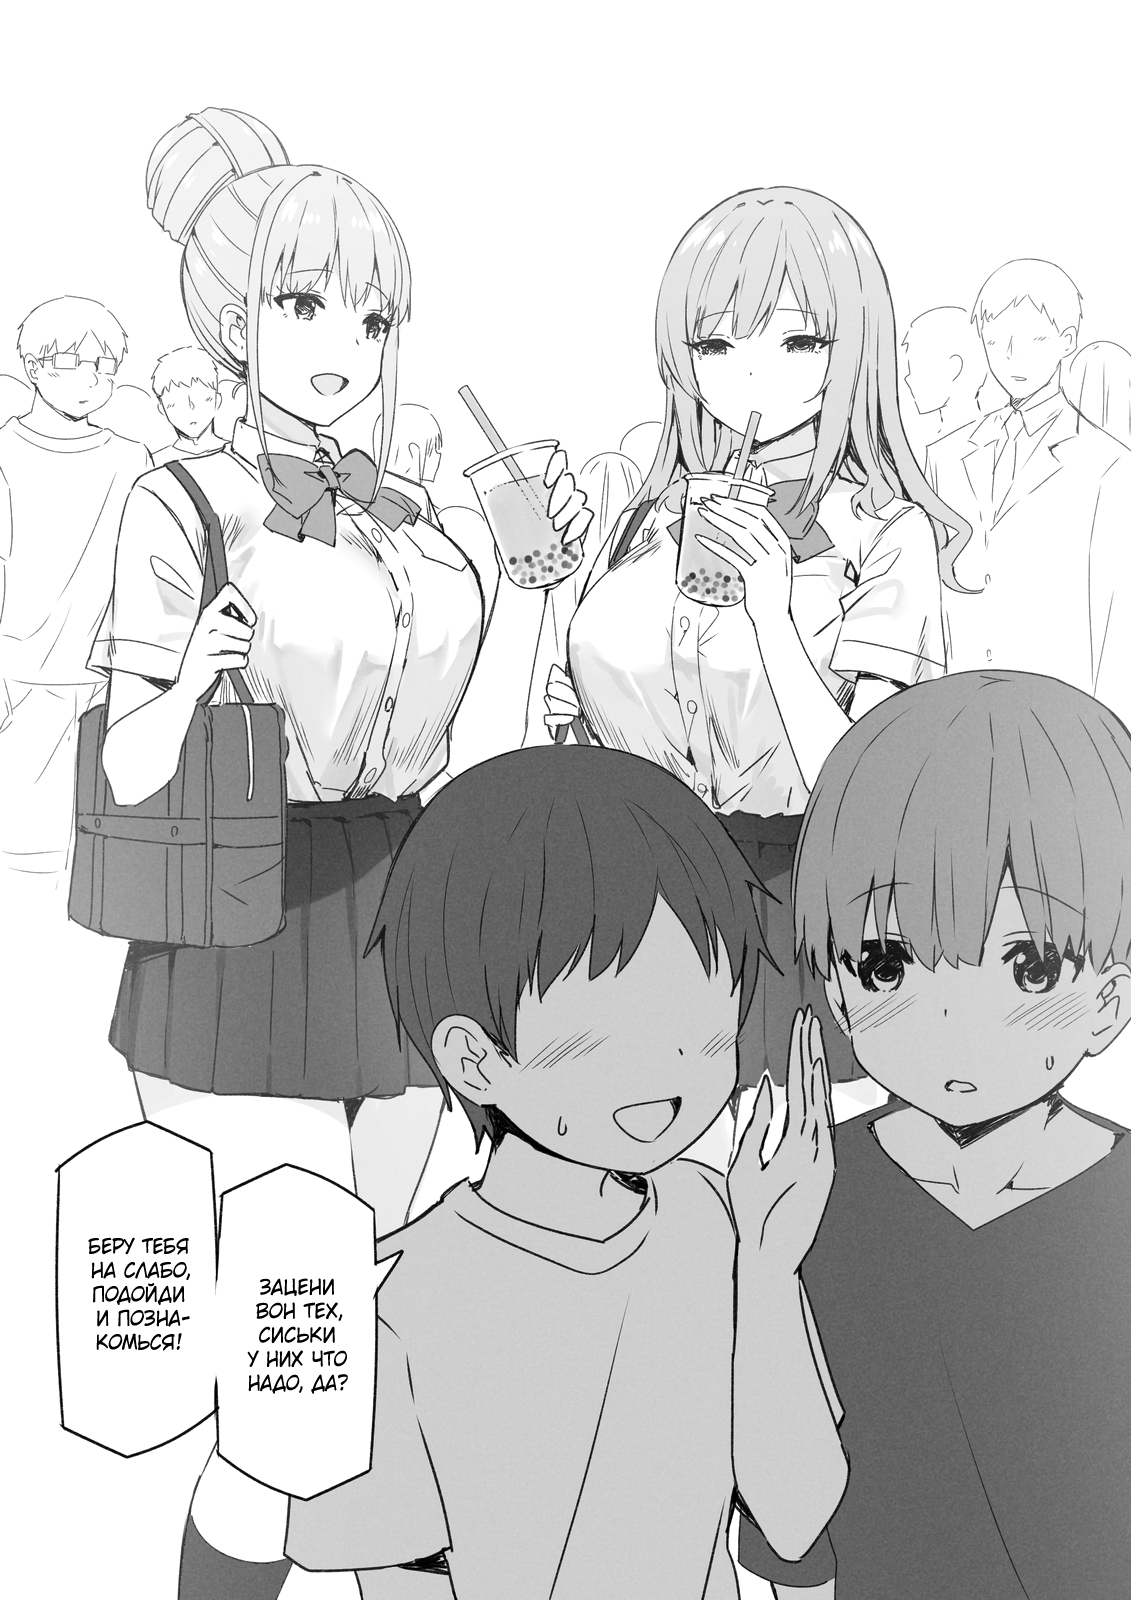 ЗАЦЕНИ
ВОН ТЕХ,
СИСЬКИ
У НИХ ЧТО
НАДО, ДА?
БЕРУ ТЕБЯ
НА СЛАБО,
ПОДОЙДИ
И ПОЗНА-
КОМЬСЯ!